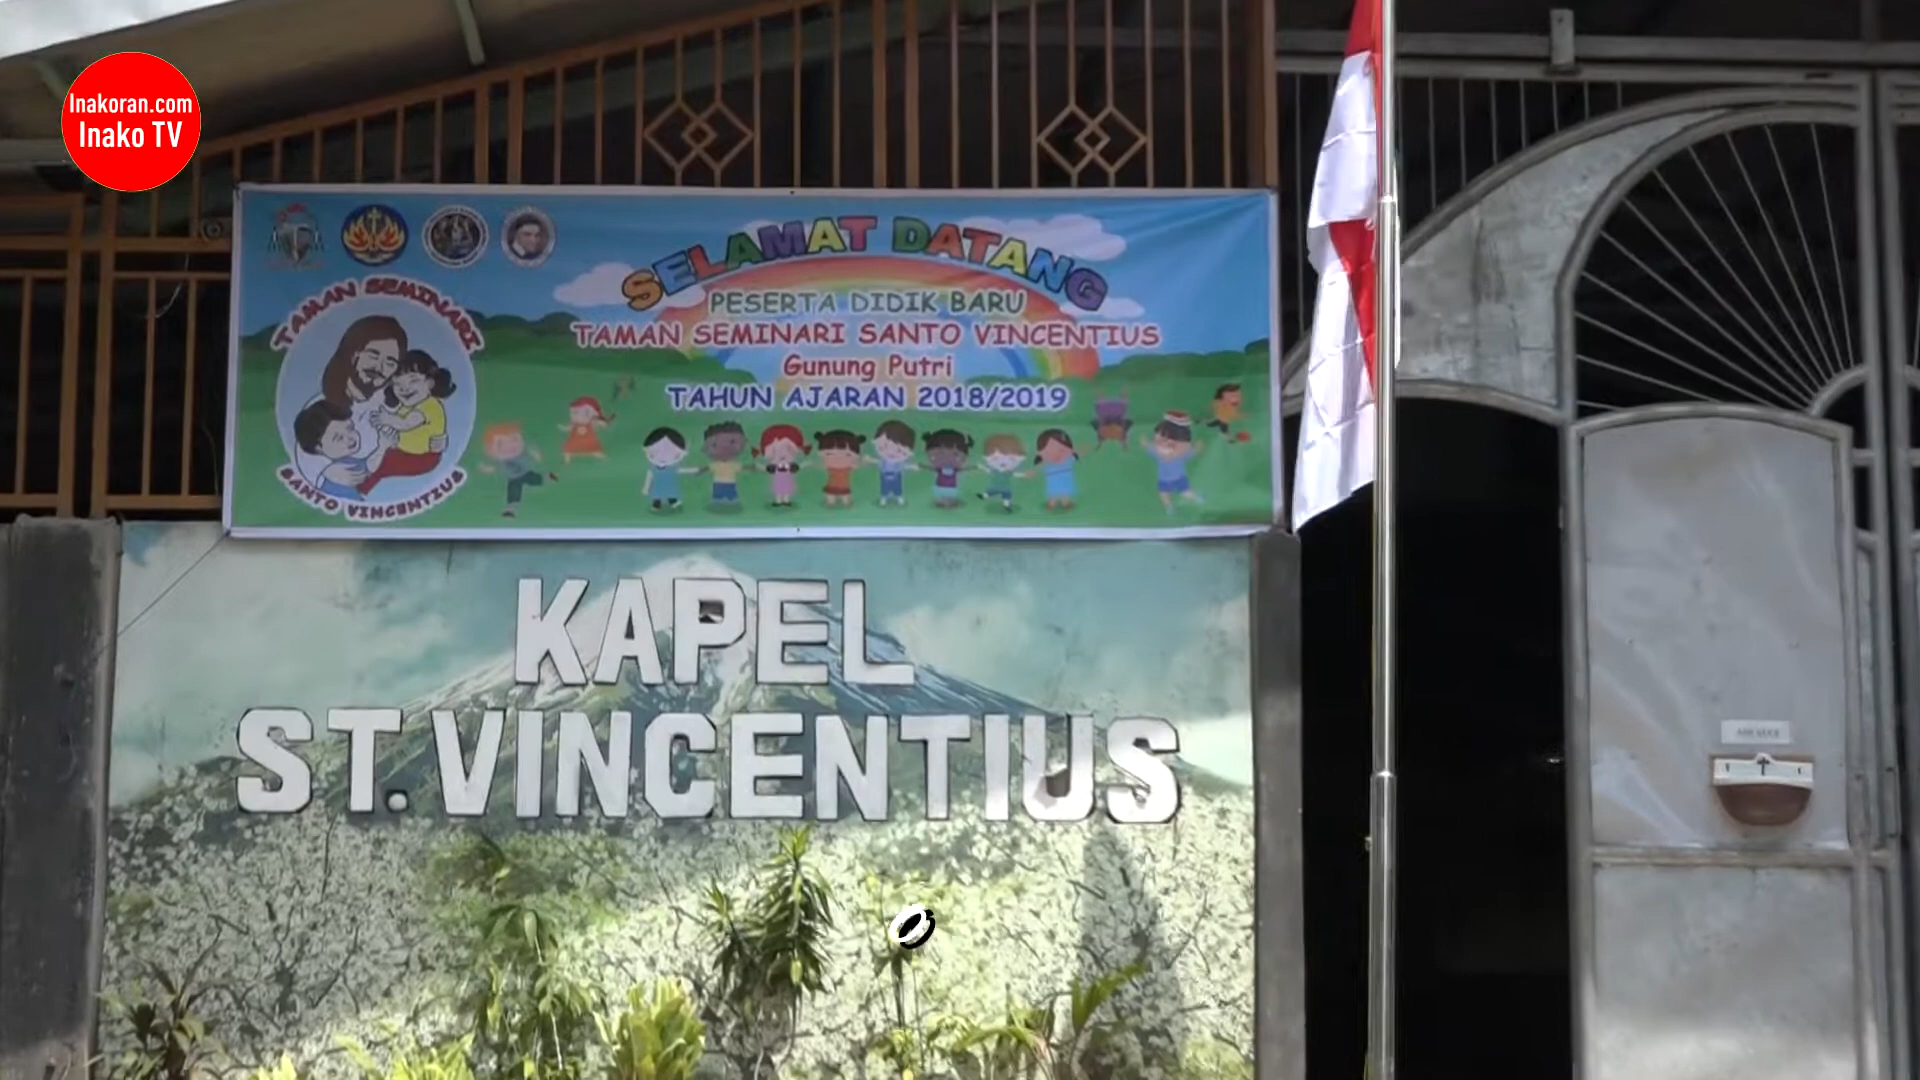 Inakoran.com
Inako TV
SELAMAT DATANG
PESERTA DIDIK BARU
TAMAN SEMINARI SANTO VINCENTIUS
Gunung Putri
TAHUN AJARAN 2018/2019
TAMAN SEMINARI
SANTO VINCENTIUS
KAPEL
ST. VINCENTIUS